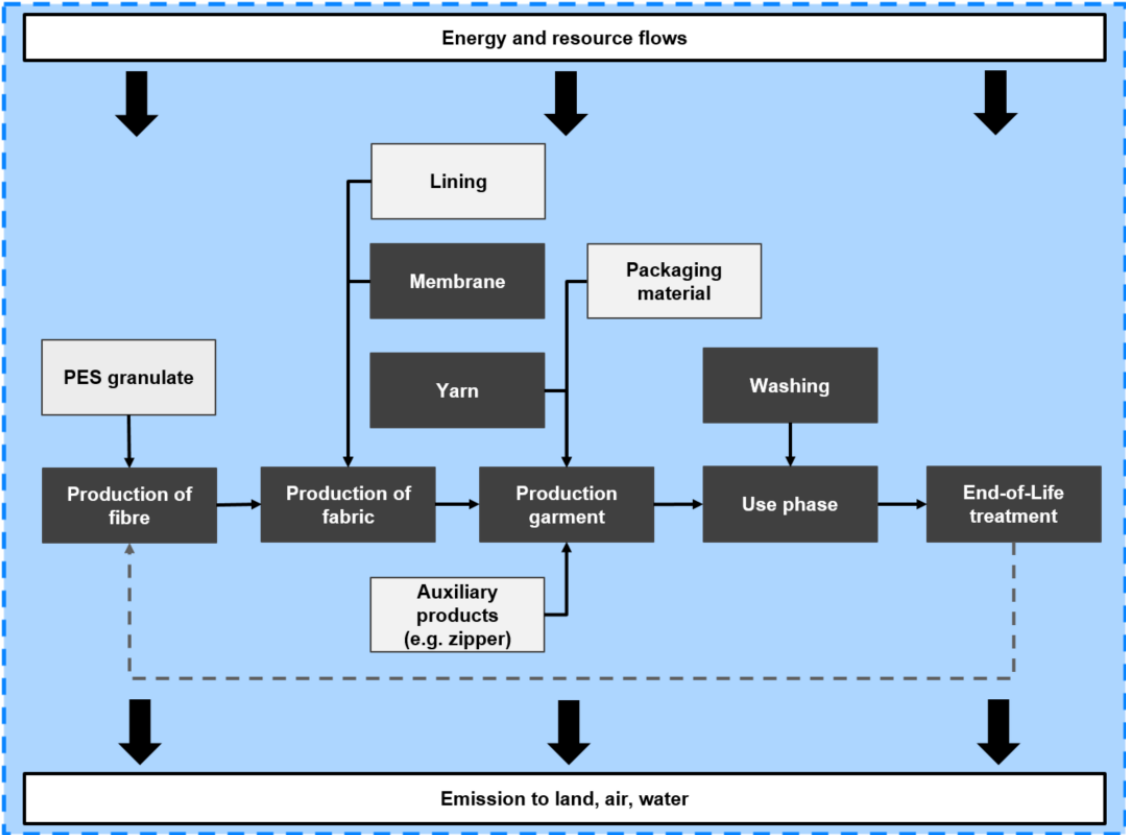 Energy and resource flows
Lining
Membrane
Packaging
material
PES granulate
Yarn
Washing
Production of
fibre
Production of
fabric
Production
garment
Use phase
End-of-Life
treatment
Auxiliary
products
(e.g. zipper)
Emission to land, air, water